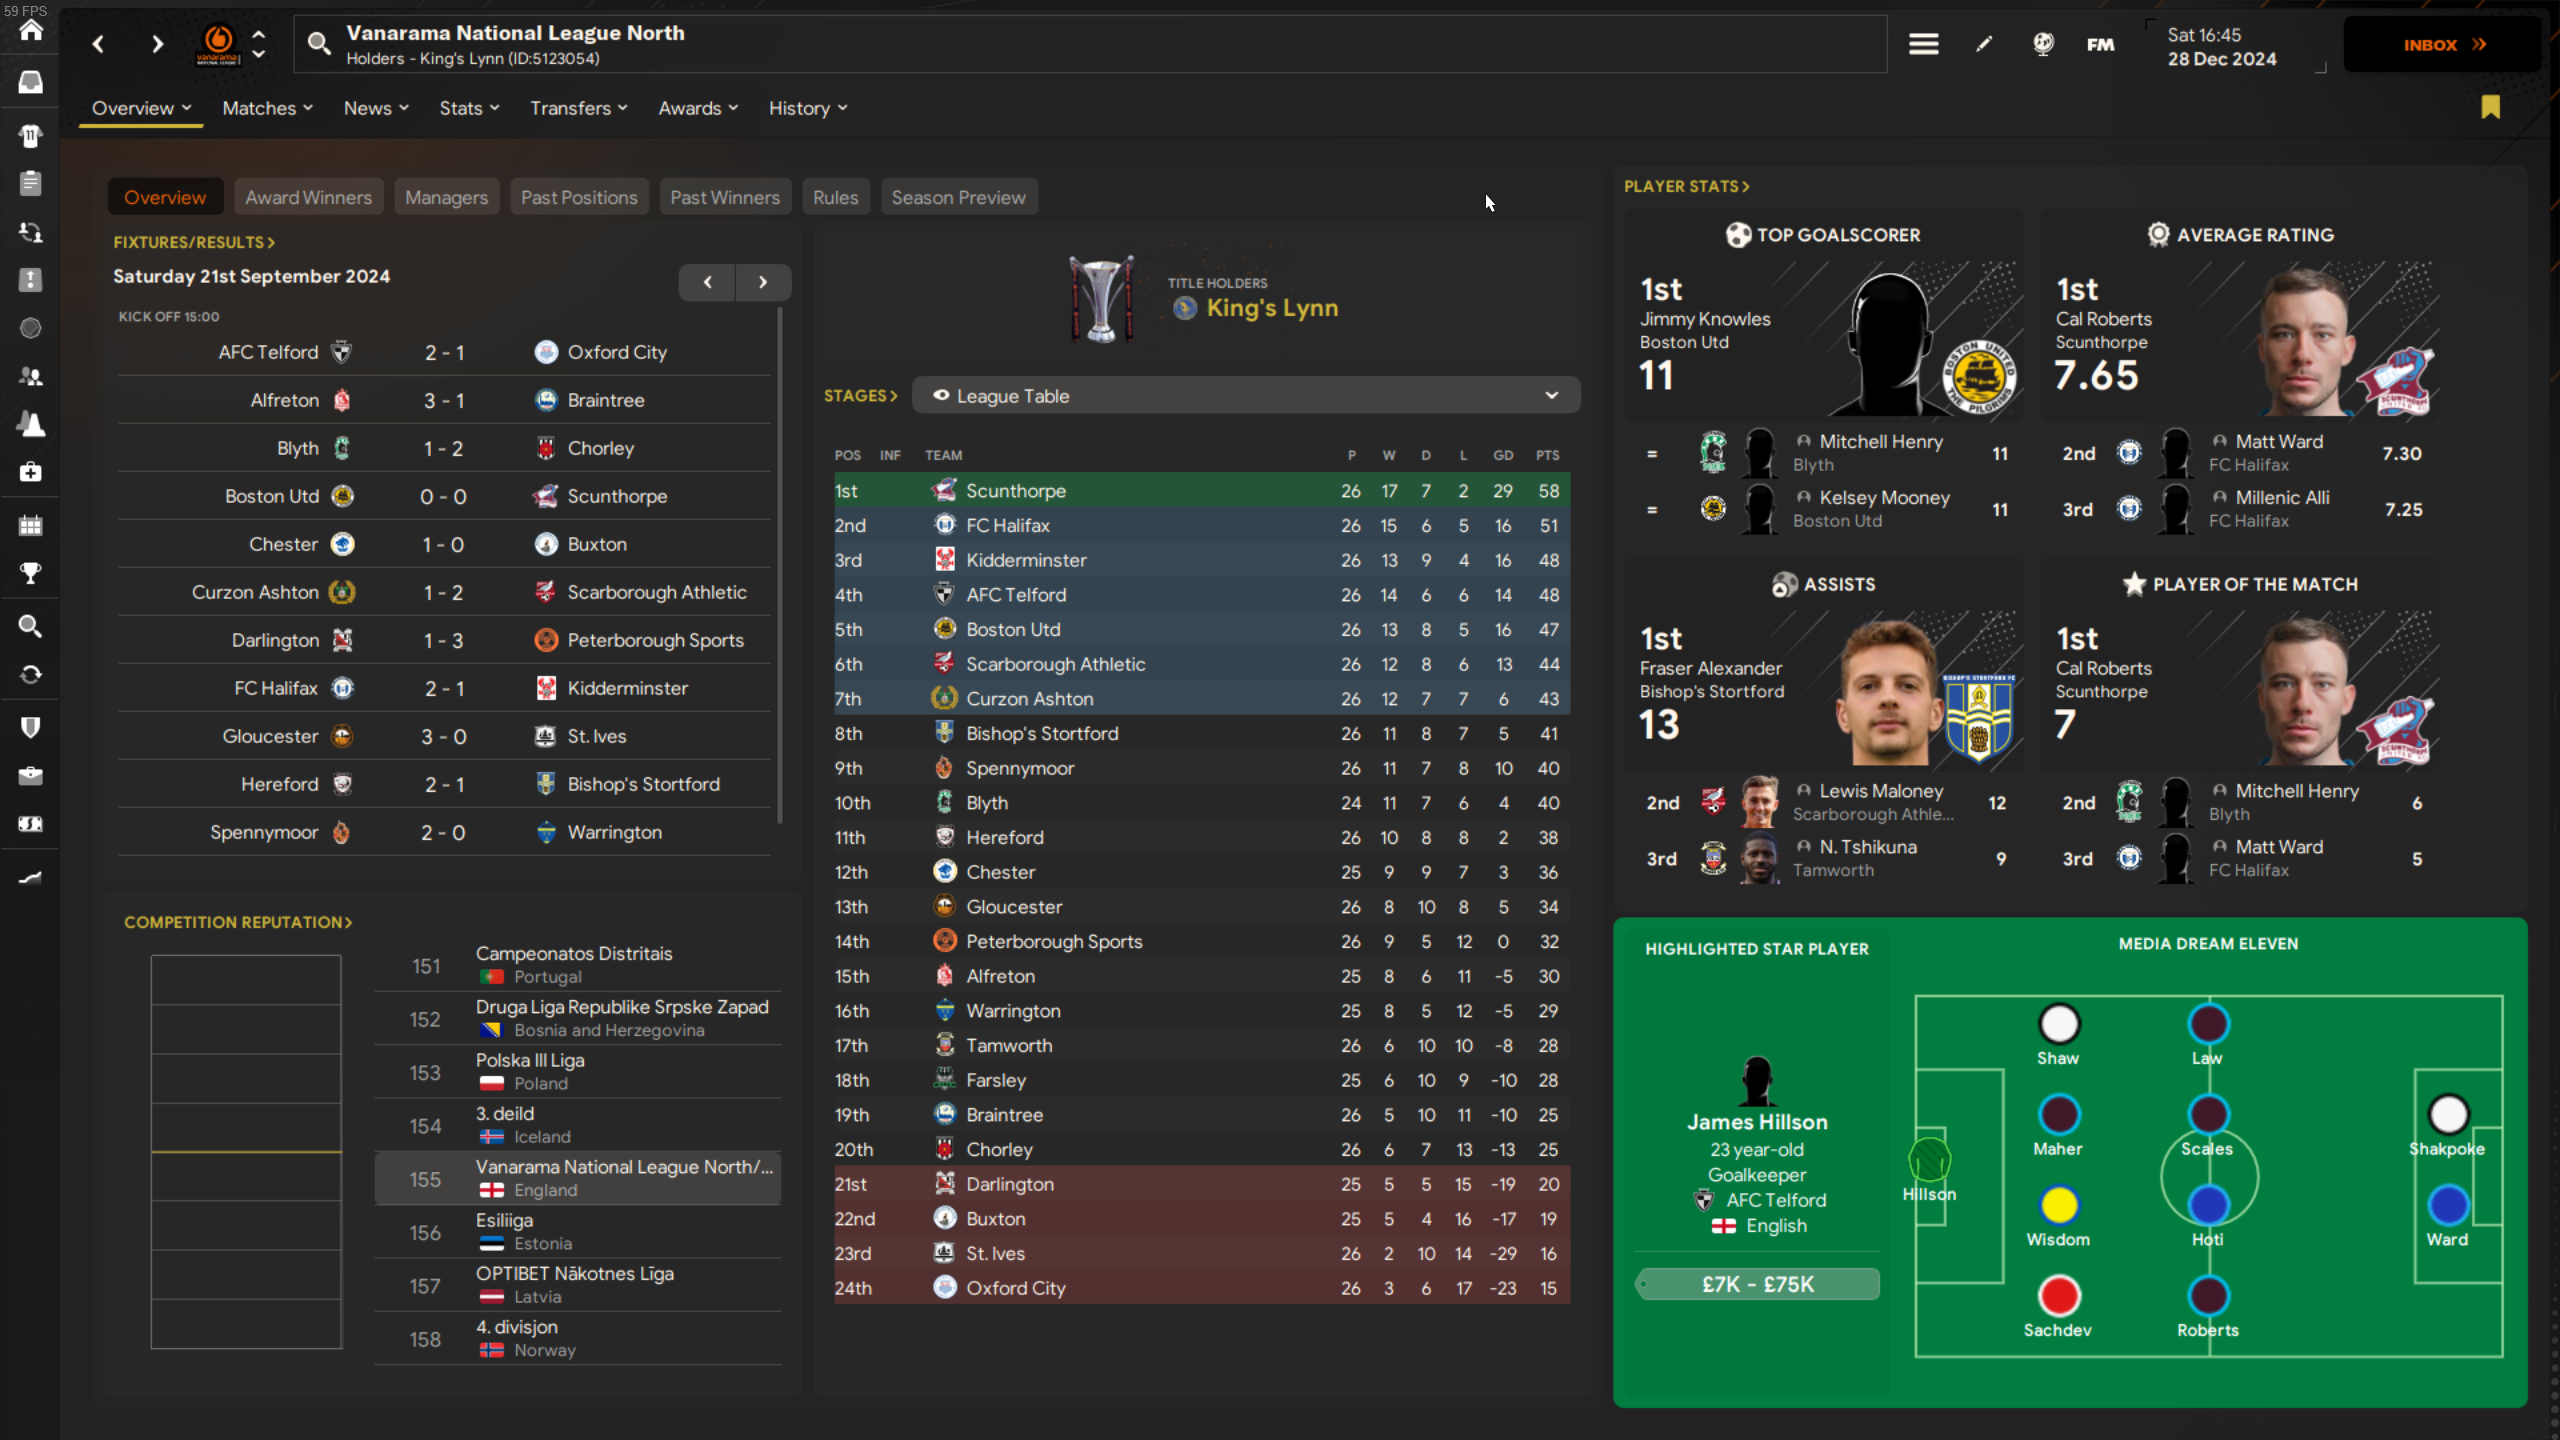 59 FPS
Vanarama National League North
Holders - King's Lynn (ID:5123054)
FM
Sat 16:45
28 Dec 2024
INBOX
Overview
Matches
News
Stats
Transfers
Awards
History
Overview
Award Winners
Managers
Past Positions
Past Winners
Rules
Season Preview
FIXTURES/RESULTS
Saturday 21st September 2024
KICK OFF 15:00
AFC Telford 2 - 1 Oxford City
Alfreton 3 - 1 Braintree
Blyth 1 - 2 Chorley
Boston Utd 0 - 0 Scunthorpe
Chester 1 - 0 Buxton
Curzon Ashton 1 - 2 Scarborough Athletic
Darlington 1 - 3 Peterborough Sports
FC Halifax 2 - 1 Kidderminster
Gloucester 3 - 0 St. Ives
Hereford 2 - 1 Bishop's Stortford
Spennymoor 2 - 0 Warrington
COMPETITION REPUTATION
151 Campeonatos Distritais
Portugal
152 Druga Liga Republike Srpske Zapad
Bosnia and Herzegovina
153 Polska III Liga
Poland
154 3. deild
Iceland
155 Vanarama National League North/...
England
156 Esiliiga
Estonia
157 OPTIBET Nākotnes Līga
Latvia
158 4. divisjon
Norway
TITLE HOLDERS
King's Lynn
STAGES
League Table
POS INF TEAM P W D L GD PTS
1st Scunthorpe 26 17 7 2 29 58
2nd FC Halifax 26 15 6 5 16 51
3rd Kidderminster 26 13 9 4 16 48
4th AFC Telford 26 14 6 6 14 48
5th Boston Utd 26 13 8 5 16 47
6th Scarborough Athletic 26 12 8 6 13 44
7th Curzon Ashton 26 12 7 7 6 43
8th Bishop's Stortford 26 11 8 7 5 41
9th Spennymoor 26 11 7 8 10 40
10th Blyth 24 11 7 6 4 40
11th Hereford 26 10 8 8 2 38
12th Chester 25 9 9 7 3 36
13th Gloucester 26 8 10 8 5 34
14th Peterborough Sports 26 9 5 12 0 32
15th Alfreton 25 8 6 11 -5 30
16th Warrington 25 8 5 12 -5 29
17th Tamworth 26 6 10 10 -8 28
18th Farsley 25 6 10 9 -10 28
19th Braintree 26 5 10 11 -10 25
20th Chorley 26 6 7 13 -13 25
21st Darlington 25 5 5 15 -19 20
22nd Buxton 25 5 4 16 -17 19
23rd St. Ives 26 2 10 14 -29 16
24th Oxford City 26 3 6 17 -23 15
PLAYER STATS
TOP GOALSCORER
1st
Jimmy Knowles
Boston Utd
11
BOSTON UNITED
THE PILGRIMS
= Mitchell Henry 11
Blyth
= Kelsey Mooney 11
Boston Utd
AVERAGE RATING
1st
Cal Roberts
Scunthorpe
7.65
2nd Matt Ward 7.30
FC Halifax
3rd Millenic Alli 7.25
FC Halifax
ASSISTS
1st
Fraser Alexander
Bishop's Stortford
13
BISHOP'S STORTFORD FC
2nd Lewis Maloney 12
Scarborough Athle...
3rd N. Tshikuna 9
Tamworth
PLAYER OF THE MATCH
1st
Cal Roberts
Scunthorpe
7
2nd Mitchell Henry 6
Blyth
3rd Matt Ward 5
FC Halifax
HIGHLIGHTED STAR PLAYER
James Hillson
23 year-old
Goalkeeper
AFC Telford
English
£7K - £75K
MEDIA DREAM ELEVEN
Shaw
Law
Maher
Scales
Shakpoke
Hillson
Wisdom
Hoti
Ward
Sachdev
Roberts